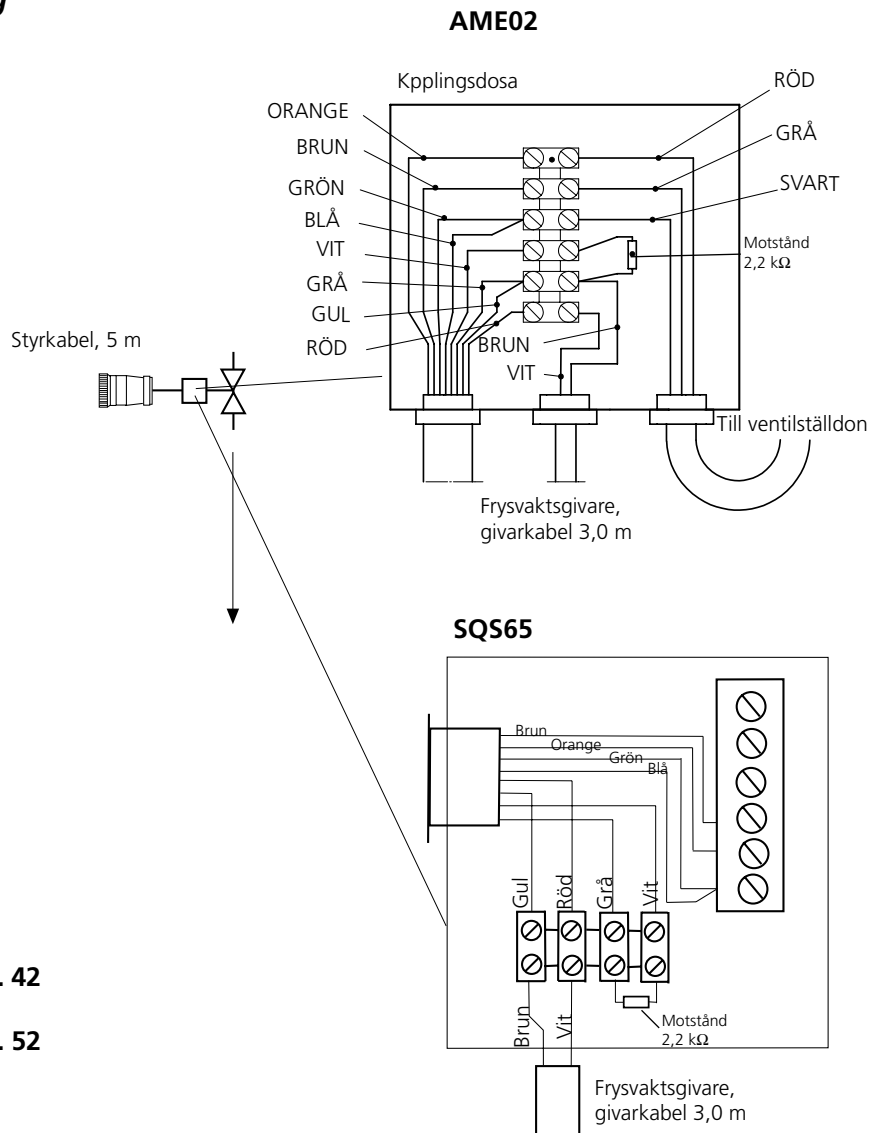 AME02
Kpplingsdosa
RÖD
ORANGE
GRÅ
BRUN
SVART
GRÖN
BLÅ
VIT
Motstånd
2,2 kΩ
GRÅ
GUL
RÖD
BRUN
VIT
Styrkabel, 5 m
Till ventilställdon
Frysvaktsgivare,
givarkabel 3,0 m
SQS65
Brun
Orange
Grön
Blå
Gul
Röd
Grå
Vit
Brun
Vit
Motstånd
2,2 kΩ
. 42
. 52
Frysvaktsgivare,
givarkabel 3,0 m